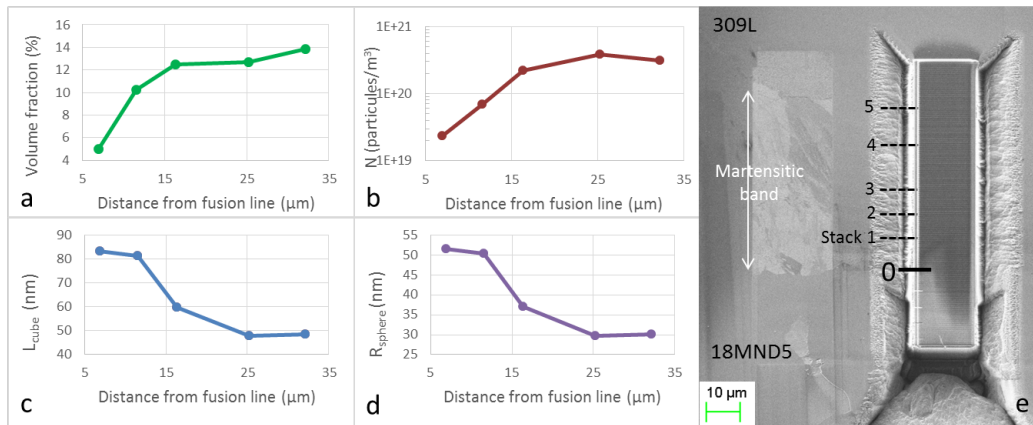 16
14
12
10
8
6
4
Volume fraction (%)
5 15 25 35
Distance from fusion line (µm)
a
1E+21
1E+20
1E+19
N (particules/m³)
5 15 25 35
Distance from fusion line (µm)
b
90
80
70
60
50
40
L cube (nm)
5 15 25 35
Distance from fusion line (µm)
c
55
50
45
40
35
30
25
R sphere (nm)
5 15 25 35
Distance from fusion line (µm)
d
309L
5
4
Martensitic
band
3
2
Stack 1
0
18MND5
10 µm
e